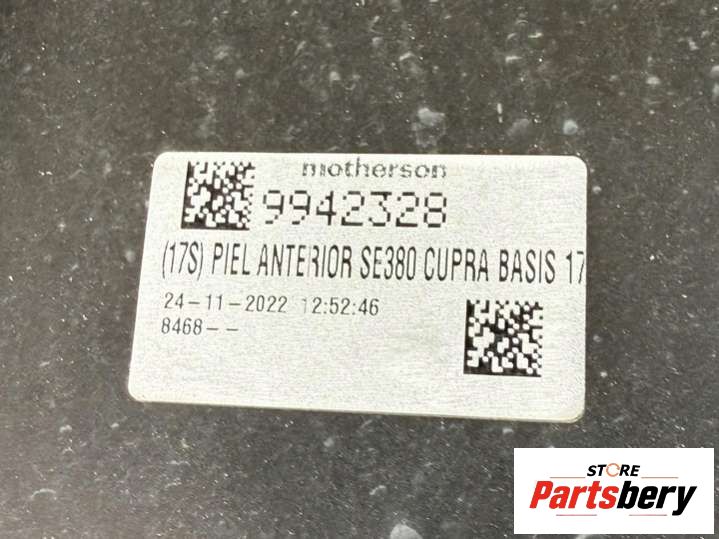 motherson
9942328
(17S) PIEL ANTERIOR SE380 CUPRA BASIS 17
24-11-2022 12:52:46
8468--
STORE
Partsbery